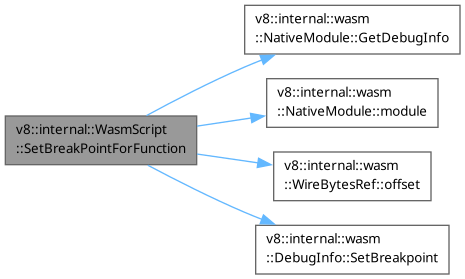 v8::internal::wasm
::NativeModule::GetDebugInfo
v8::internal::wasm
::NativeModule::module
v8::internal::WasmScript
::SetBreakPointForFunction
v8::internal::wasm
::WireBytesRef::offset
v8::internal::wasm
::DebugInfo::SetBreakpoint